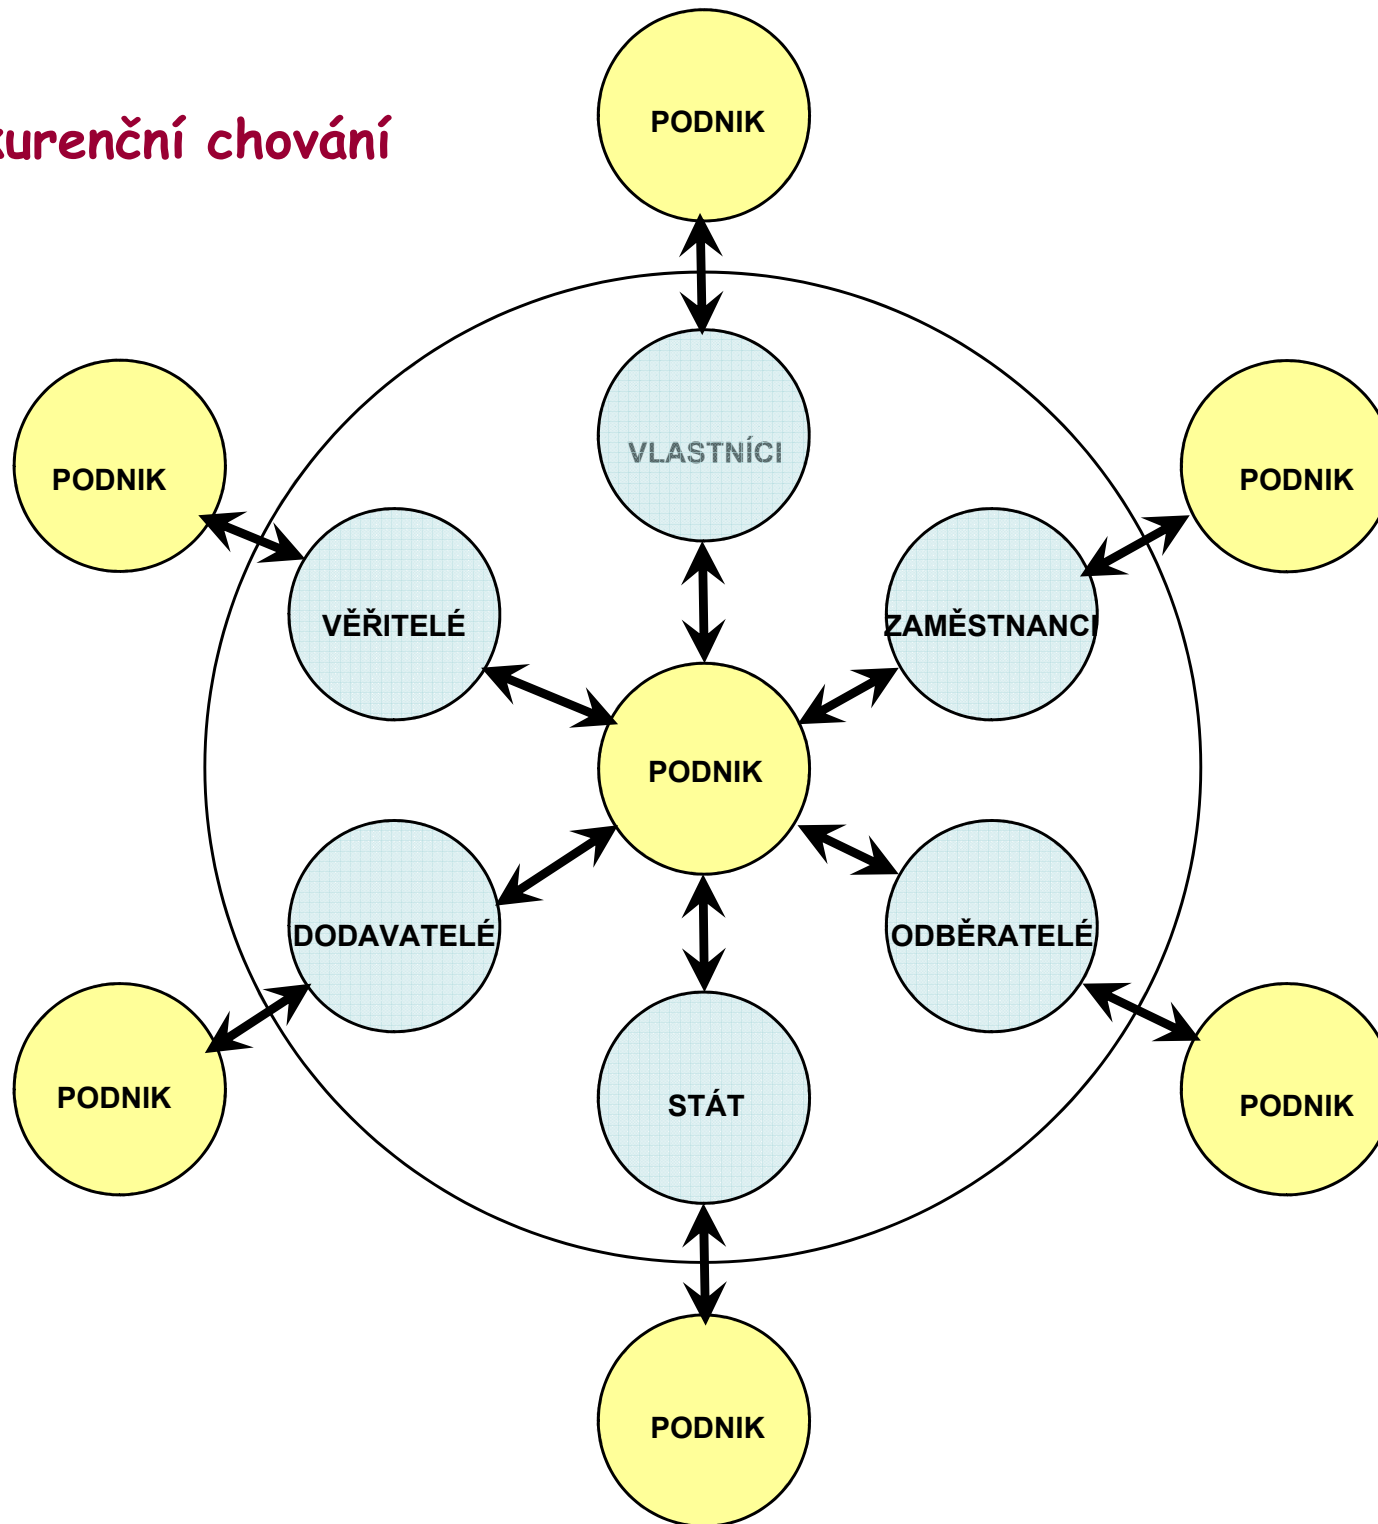 PODNIK
kurenční chování
VLASTNÍCI
PODNIK
PODNIK
VĚŘITELÉ
ZAMĚSTNANCI
PODNIK
DODAVATELÉ
ODBĚRATELÉ
PODNIK
STÁT
PODNIK
PODNIK